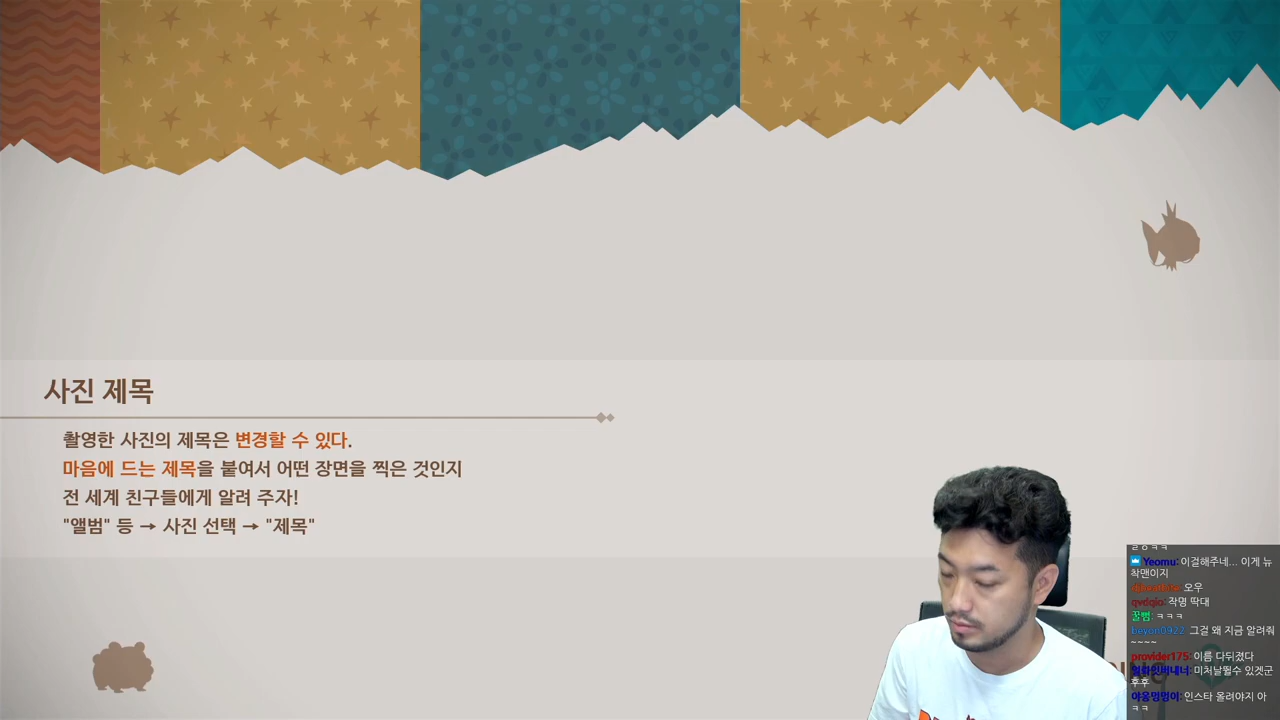 사진 제목
촬영한 사진의 제목은 변경할 수 있다.
마음에 드는 제목을 붙여서 어떤 장면을 찍은 것인지
전 세계 친구들에게 알려 주자!
"앨범" 등 → 사진 선택 → "제목"
Yeomu: 이걸해주네... 이게 뉴
착맨이지
오우
qvdqio: 작명 딱대
꿀뻠: ㅋㅋㅋ
beyun0922: 그걸 왜 지금 알려줘
~~~~
provider175: 이름 다뒤졌다
미처날뛸수 있겟군
후후
야옹멍멍이: 인스타 올려야지 아
ㅋㅋ